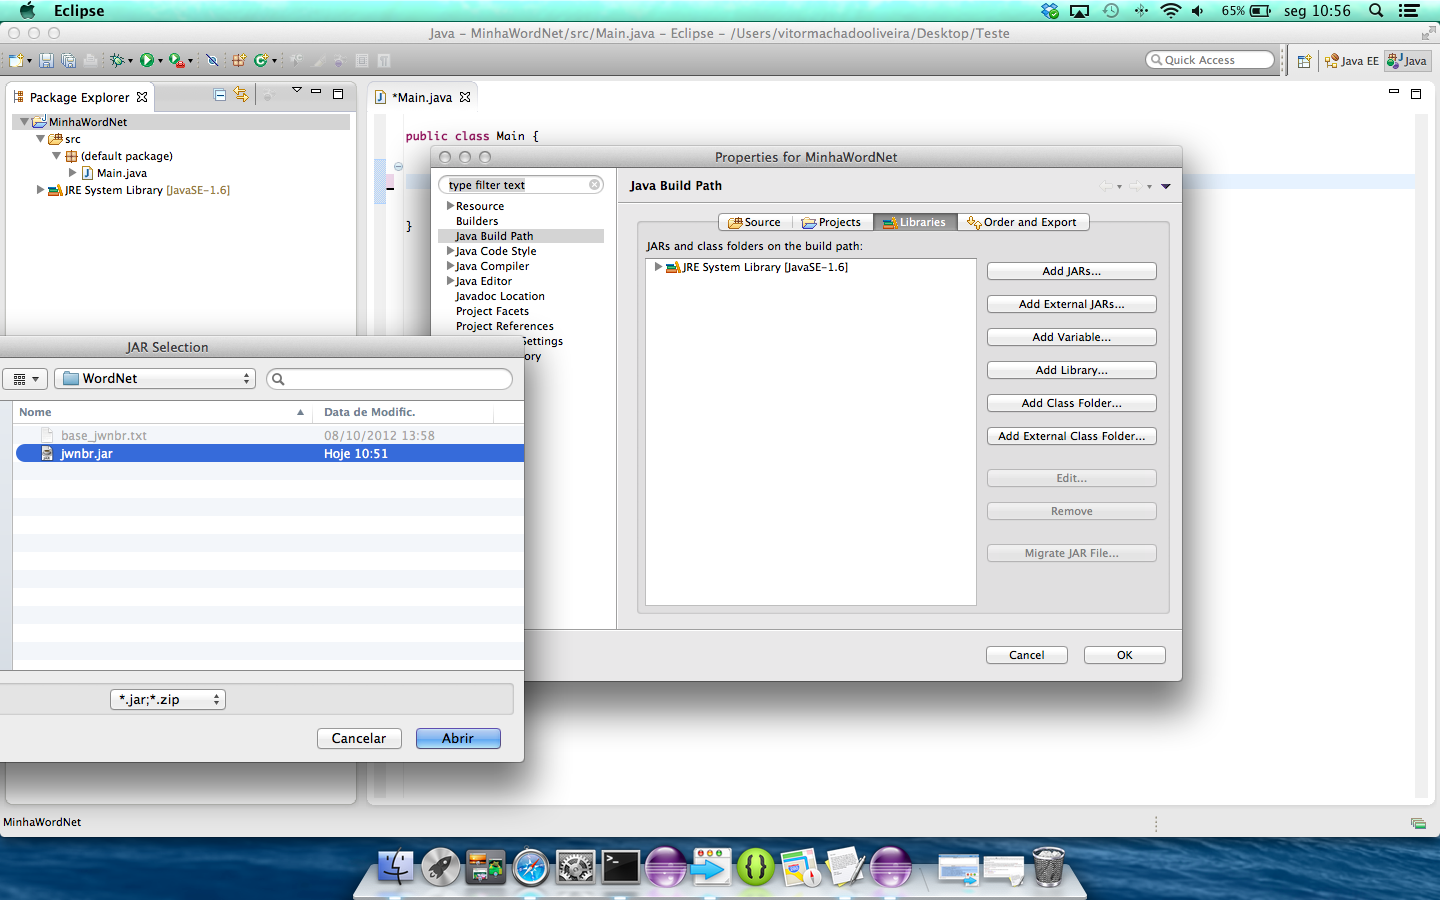 Eclipse
65%
seg 10:56
Java – MinhaWordNet/src/Main.java – Eclipse – /Users/vitormachadooliveira/Desktop/Teste
Quick Access
Java EE
Java
Package Explorer
MinhaWordNet
src
(default package)
Main.java
JRE System Library [JavaSE-1.6]
*Main.java
public class Main {
}
Properties for MinhaWordNet
type filter text
Resource
Builders
Java Build Path
Java Code Style
Java Compiler
Java Editor
Javadoc Location
Project Facets
Project References
Settings
ory
Java Build Path
Source
Projects
Libraries
Order and Export
JARs and class folders on the build path:
JRE System Library [JavaSE-1.6]
Add JARs...
Add External JARs...
Add Variable...
Add Library...
Add Class Folder...
Add External Class Folder...
Edit...
Remove
Migrate JAR File...
Cancel
OK
JAR Selection
WordNet
Nome
Data de Modific.
base_jwnbr.txt
08/10/2012 13:58
jwnbr.jar
Hoje 10:51
*.jar;*.zip
Cancelar
Abrir
MinhaWordNet